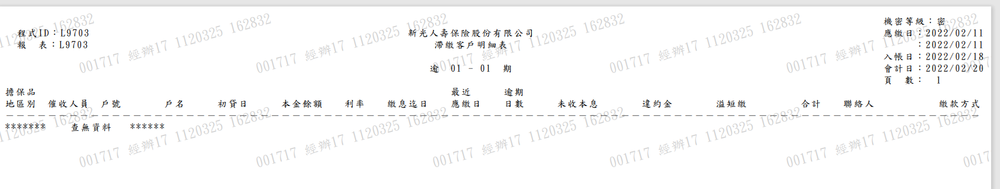 機密等級：密
程式ID：L9703 新光人壽保險股份有限公司 應繳日：2022/02/11
報　表：L9703 滯繳客戶明細表 ：2022/02/11
入帳日：2022/02/18
逾 01 - 01 期 會計日：2022/02/20
頁　數： 1
擔保品 最近 逾期
地區別 催收人員 戶號 戶名 初貸日 本金餘額 利率 繳息迄日 應繳日 日數 未收本息 違約金 溢短繳 合計 聯絡人 繳款方式
******* 查無資料 ******
001717 經辦17 1120325 162832